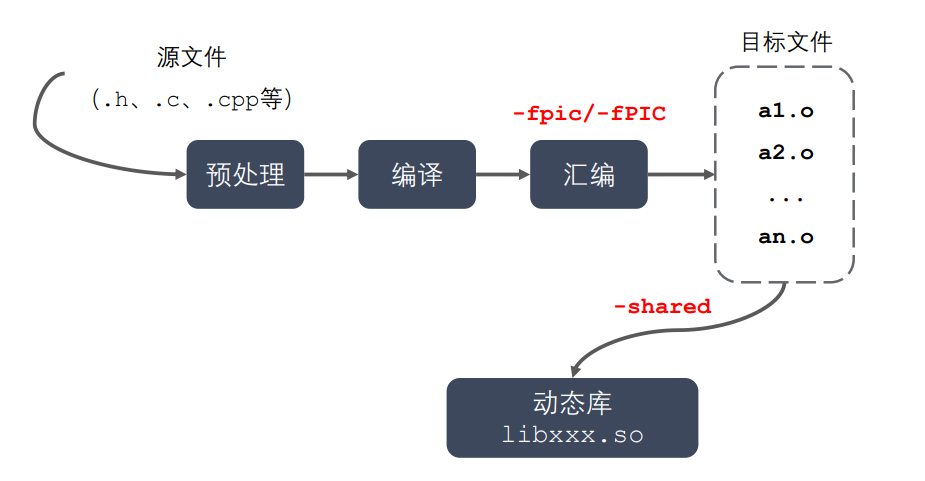 源文件
（.h、.c、.cpp等）
目标文件
-fpic/-fPIC
预处理
编译
汇编
a1.o
a2.o
...
an.o
-shared
动态库
libxxx.so